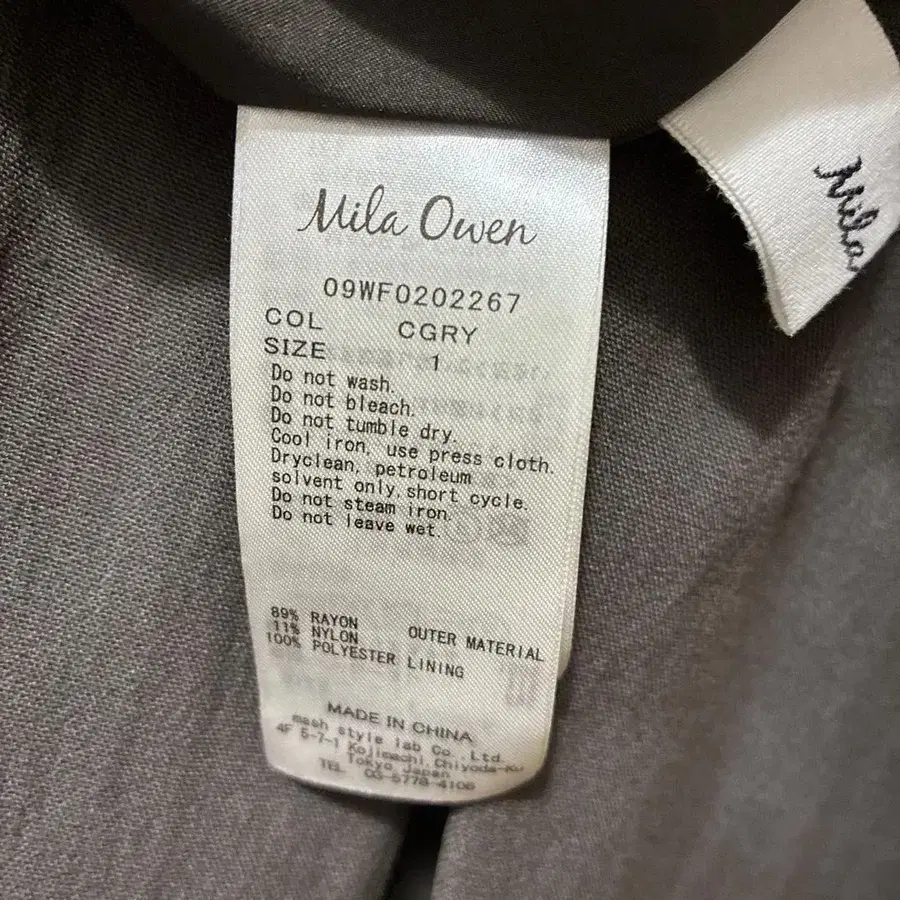 Mila Owen
09WF0202267
COL CGRY
SIZE 1
Do not wash.
Do not bleach.
Do not tumble dry.
Cool iron, use press cloth.
Dryclean, petroleum
solvent only, short cycle.
Do not steam iron.
Do not leave wet.
89% RAYON OUTER MATERIAL
11% NYLON
100% POLYESTER LINING
MADE IN CHINA
mash style lab Co., Ltd.
4F 5-7-1 Kojimachi, Chiyoda-Ku
Tokyo Japan
TEL 03-5778-4106
Mila